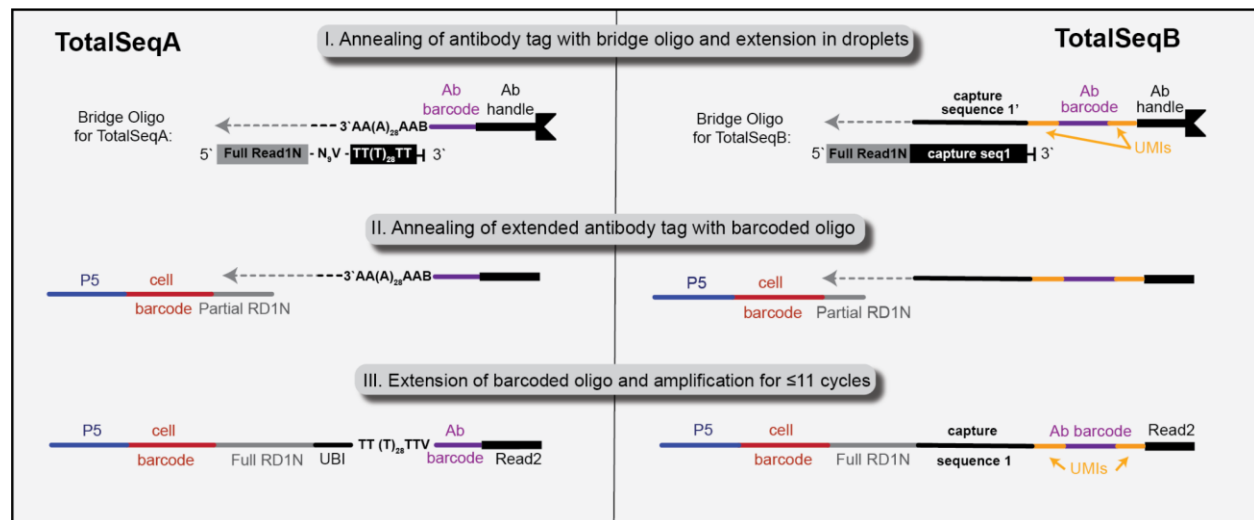 TotalSeqA
TotalSeqB
I. Annealing of antibody tag with bridge oligo and extension in droplets
Bridge Oligo
for TotalSeqA:
Ab
barcode
Ab
handle
3`AA(A)₂₈AAB
5` Full Read1N - N₉V - TT(T)₂₈TT 3`
Bridge Oligo
for TotalSeqB:
capture
sequence 1'
Ab
barcode
Ab
handle
UMIs
5` Full Read1N capture seq1 3`
II. Annealing of extended antibody tag with barcoded oligo
P5
cell
barcode
Partial RD1N
3`AA(A)₂₈AAB
P5
cell
barcode
Partial RD1N
III. Extension of barcoded oligo and amplification for ≤11 cycles
P5
cell
barcode
Full RD1N
UBI
TT (T)₂₈TTV
Ab
barcode
Read2
P5
cell
barcode
Full RD1N
capture
sequence 1
Ab barcode
UMIs
Read2